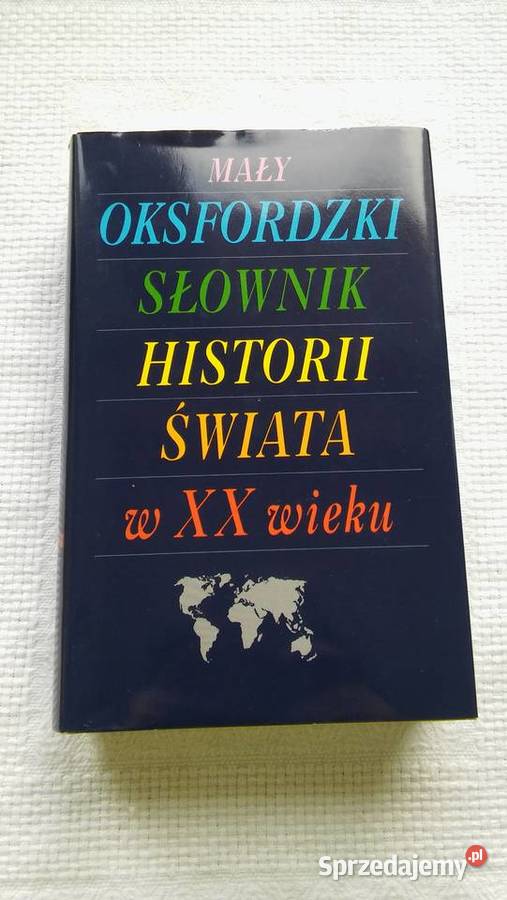 MAŁY
OKSFORDZKI
SŁOWNIK
HISTORII
ŚWIATA
w XX wieku
Sprzedajemy.pl